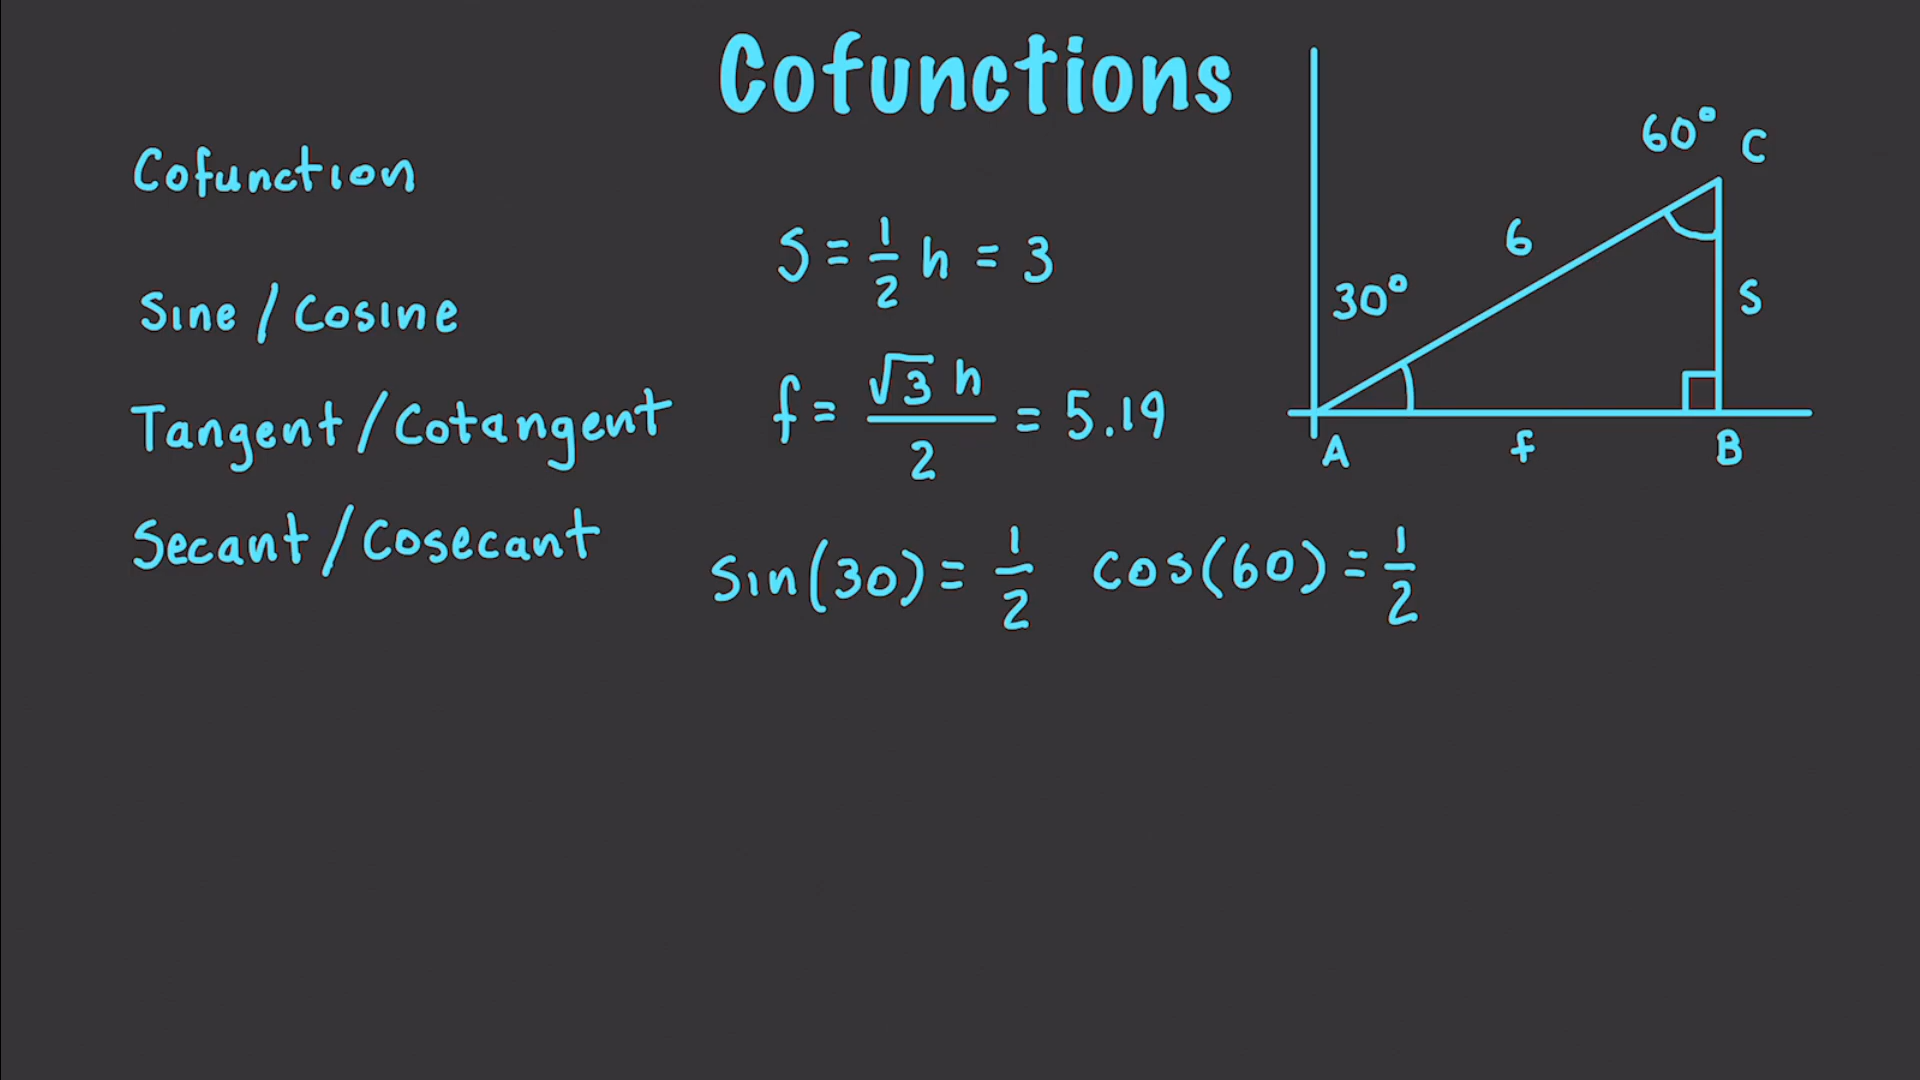 Cofunctions
Cofunction
Sine / Cosine
Tangent / Cotangent
Secant / Cosecant
S = 1/2 h = 3
f = √3 h / 2 = 5.19
Sin(30) = 1/2 cos(60) = 1/2
60° C
6
30°
S
A f B